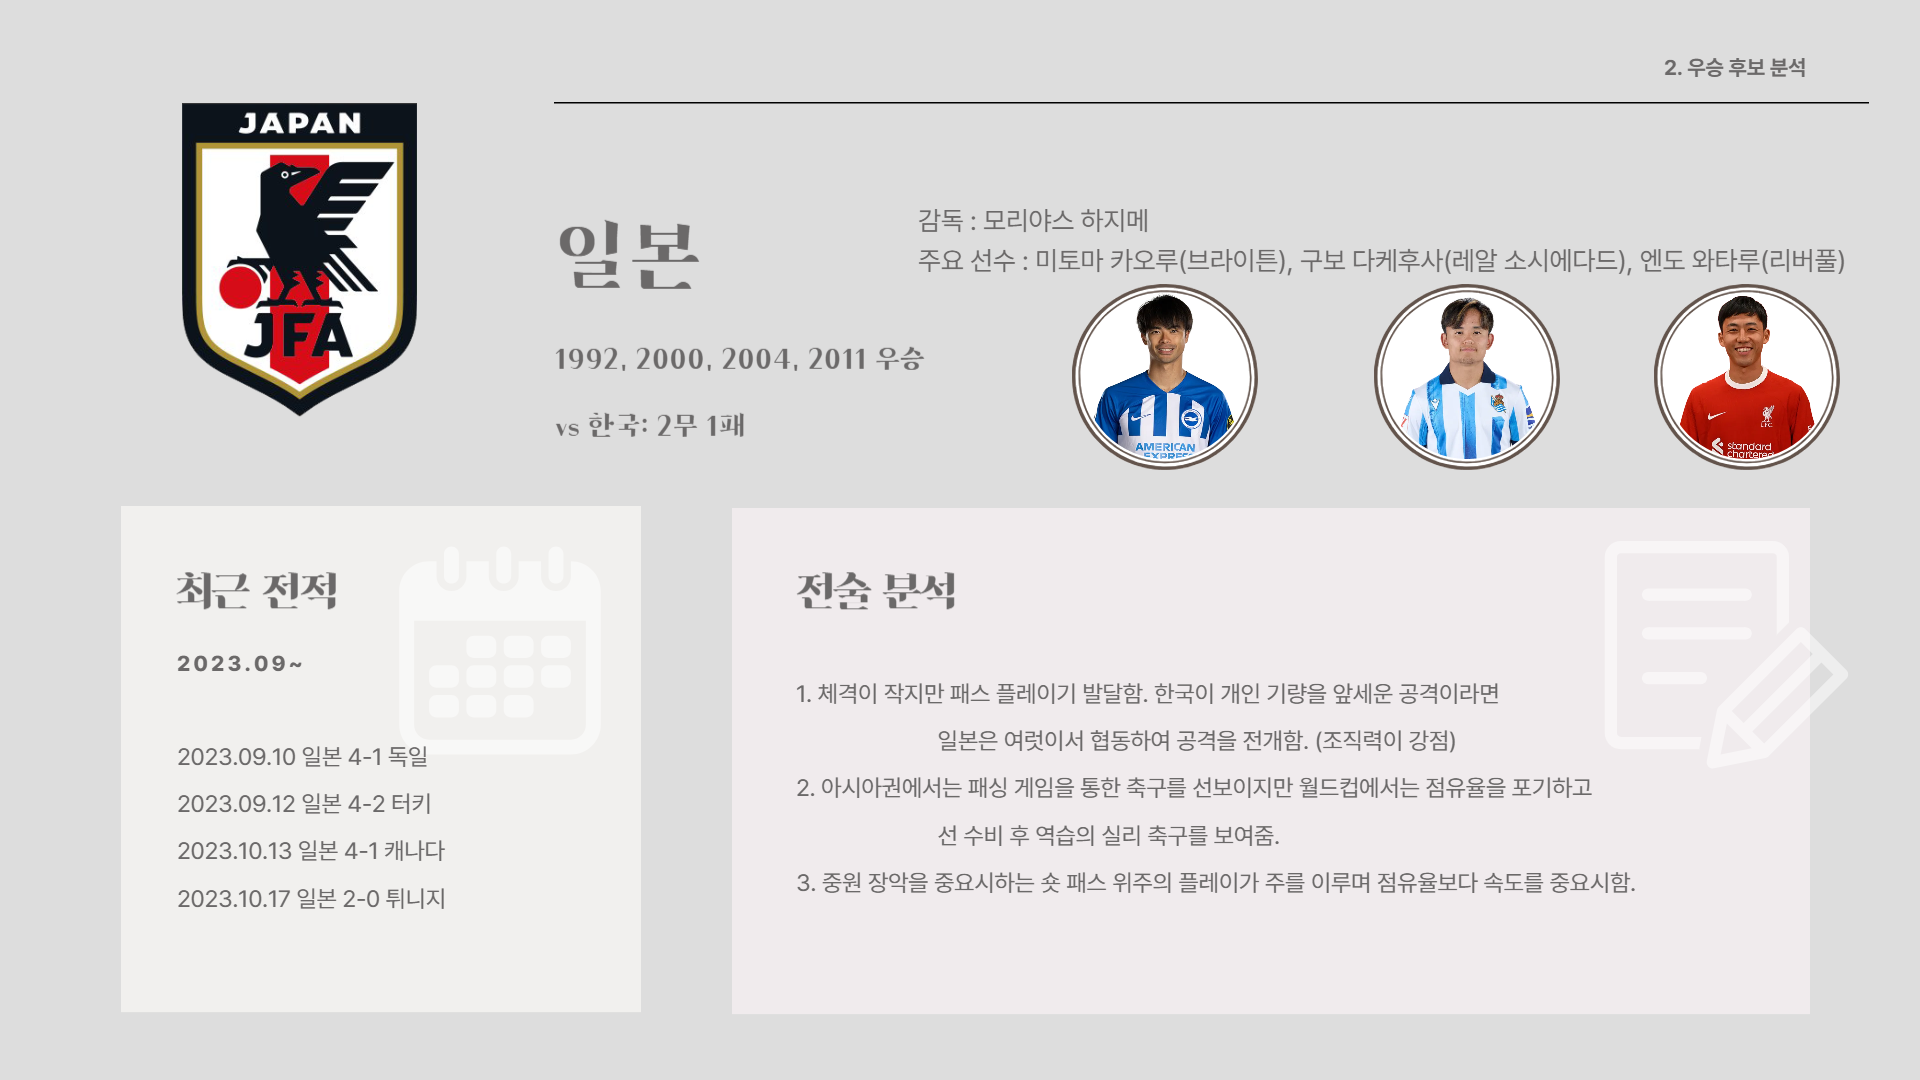 2. 우승 후보 분석
JAPAN
JFA
일본
감독 : 모리야스 하지메
주요 선수 : 미토마 카오루(브라이튼), 구보 다케후사(레알 소시에다드), 엔도 와타루(리버풀)
1992, 2000, 2004, 2011 우승
vs 한국: 2무 1패
AMERICAN
EXPRESS
L.F.C.
standard
chartered
최근 전적
2023.09~
2023.09.10 일본 4-1 독일
2023.09.12 일본 4-2 터키
2023.10.13 일본 4-1 캐나다
2023.10.17 일본 2-0 튀니지
전술 분석
1. 체격이 작지만 패스 플레이기 발달함. 한국이 개인 기량을 앞세운 공격이라면
일본은 여럿이서 협동하여 공격을 전개함. (조직력이 강점)
2. 아시아권에서는 패싱 게임을 통한 축구를 선보이지만 월드컵에서는 점유율을 포기하고
선 수비 후 역습의 실리 축구를 보여줌.
3. 중원 장악을 중요시하는 숏 패스 위주의 플레이가 주를 이루며 점유율보다 속도를 중요시함.